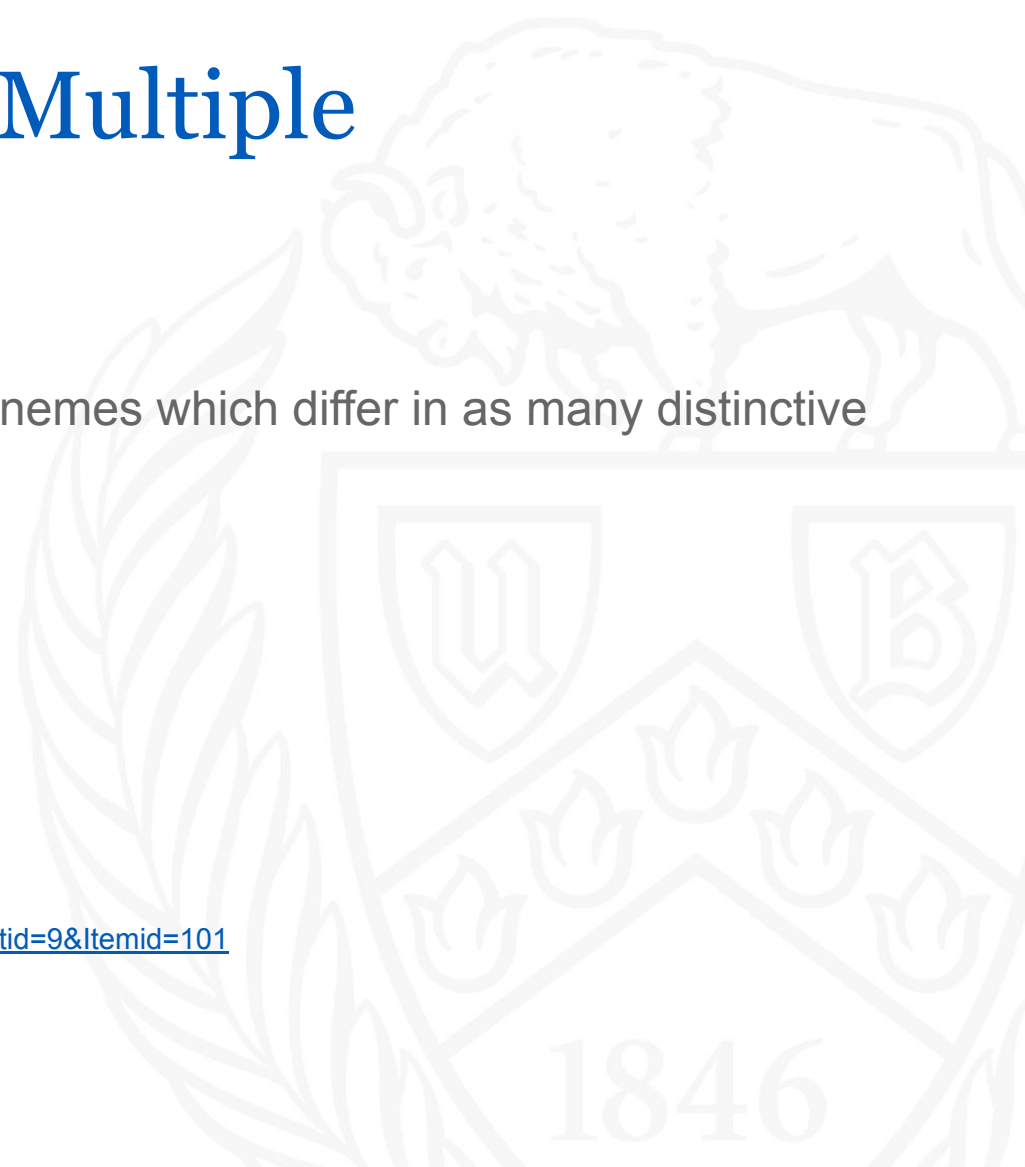 Multiple
nemes which differ in as many distinctive
U B
tid=9&Itemid=101
1846